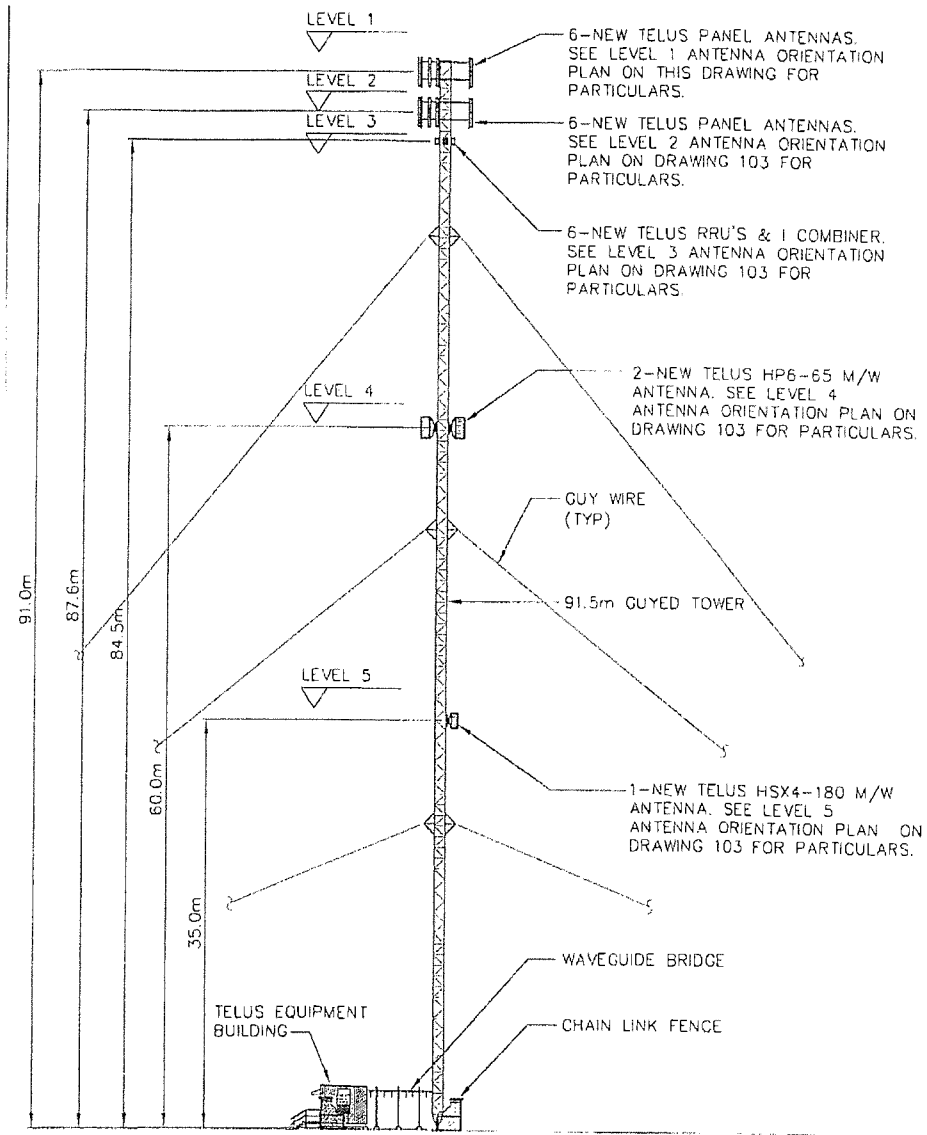 LEVEL 1
6-NEW TELUS PANEL ANTENNAS.
SEE LEVEL 1 ANTENNA ORIENTATION
PLAN ON THIS DRAWING FOR
PARTICULARS.
LEVEL 2
6-NEW TELUS PANEL ANTENNAS.
SEE LEVEL 2 ANTENNA ORIENTATION
PLAN ON DRAWING 103 FOR
PARTICULARS.
LEVEL 3
6-NEW TELUS RRU'S & 1 COMBINER.
SEE LEVEL 3 ANTENNA ORIENTATION
PLAN ON DRAWING 103 FOR
PARTICULARS.
LEVEL 4
2-NEW TELUS HP6-65 M/W
ANTENNA. SEE LEVEL 4
ANTENNA ORIENTATION PLAN ON
DRAWING 103 FOR PARTICULARS.
GUY WIRE
(TYP)
91.5m GUYED TOWER
91.0m
87.6m
84.5m
60.0m
35.0m
LEVEL 5
1-NEW TELUS HSX4-180 M/W
ANTENNA. SEE LEVEL 5
ANTENNA ORIENTATION PLAN ON
DRAWING 103 FOR PARTICULARS.
WAVEGUIDE BRIDGE
TELUS EQUIPMENT
BUILDING
CHAIN LINK FENCE